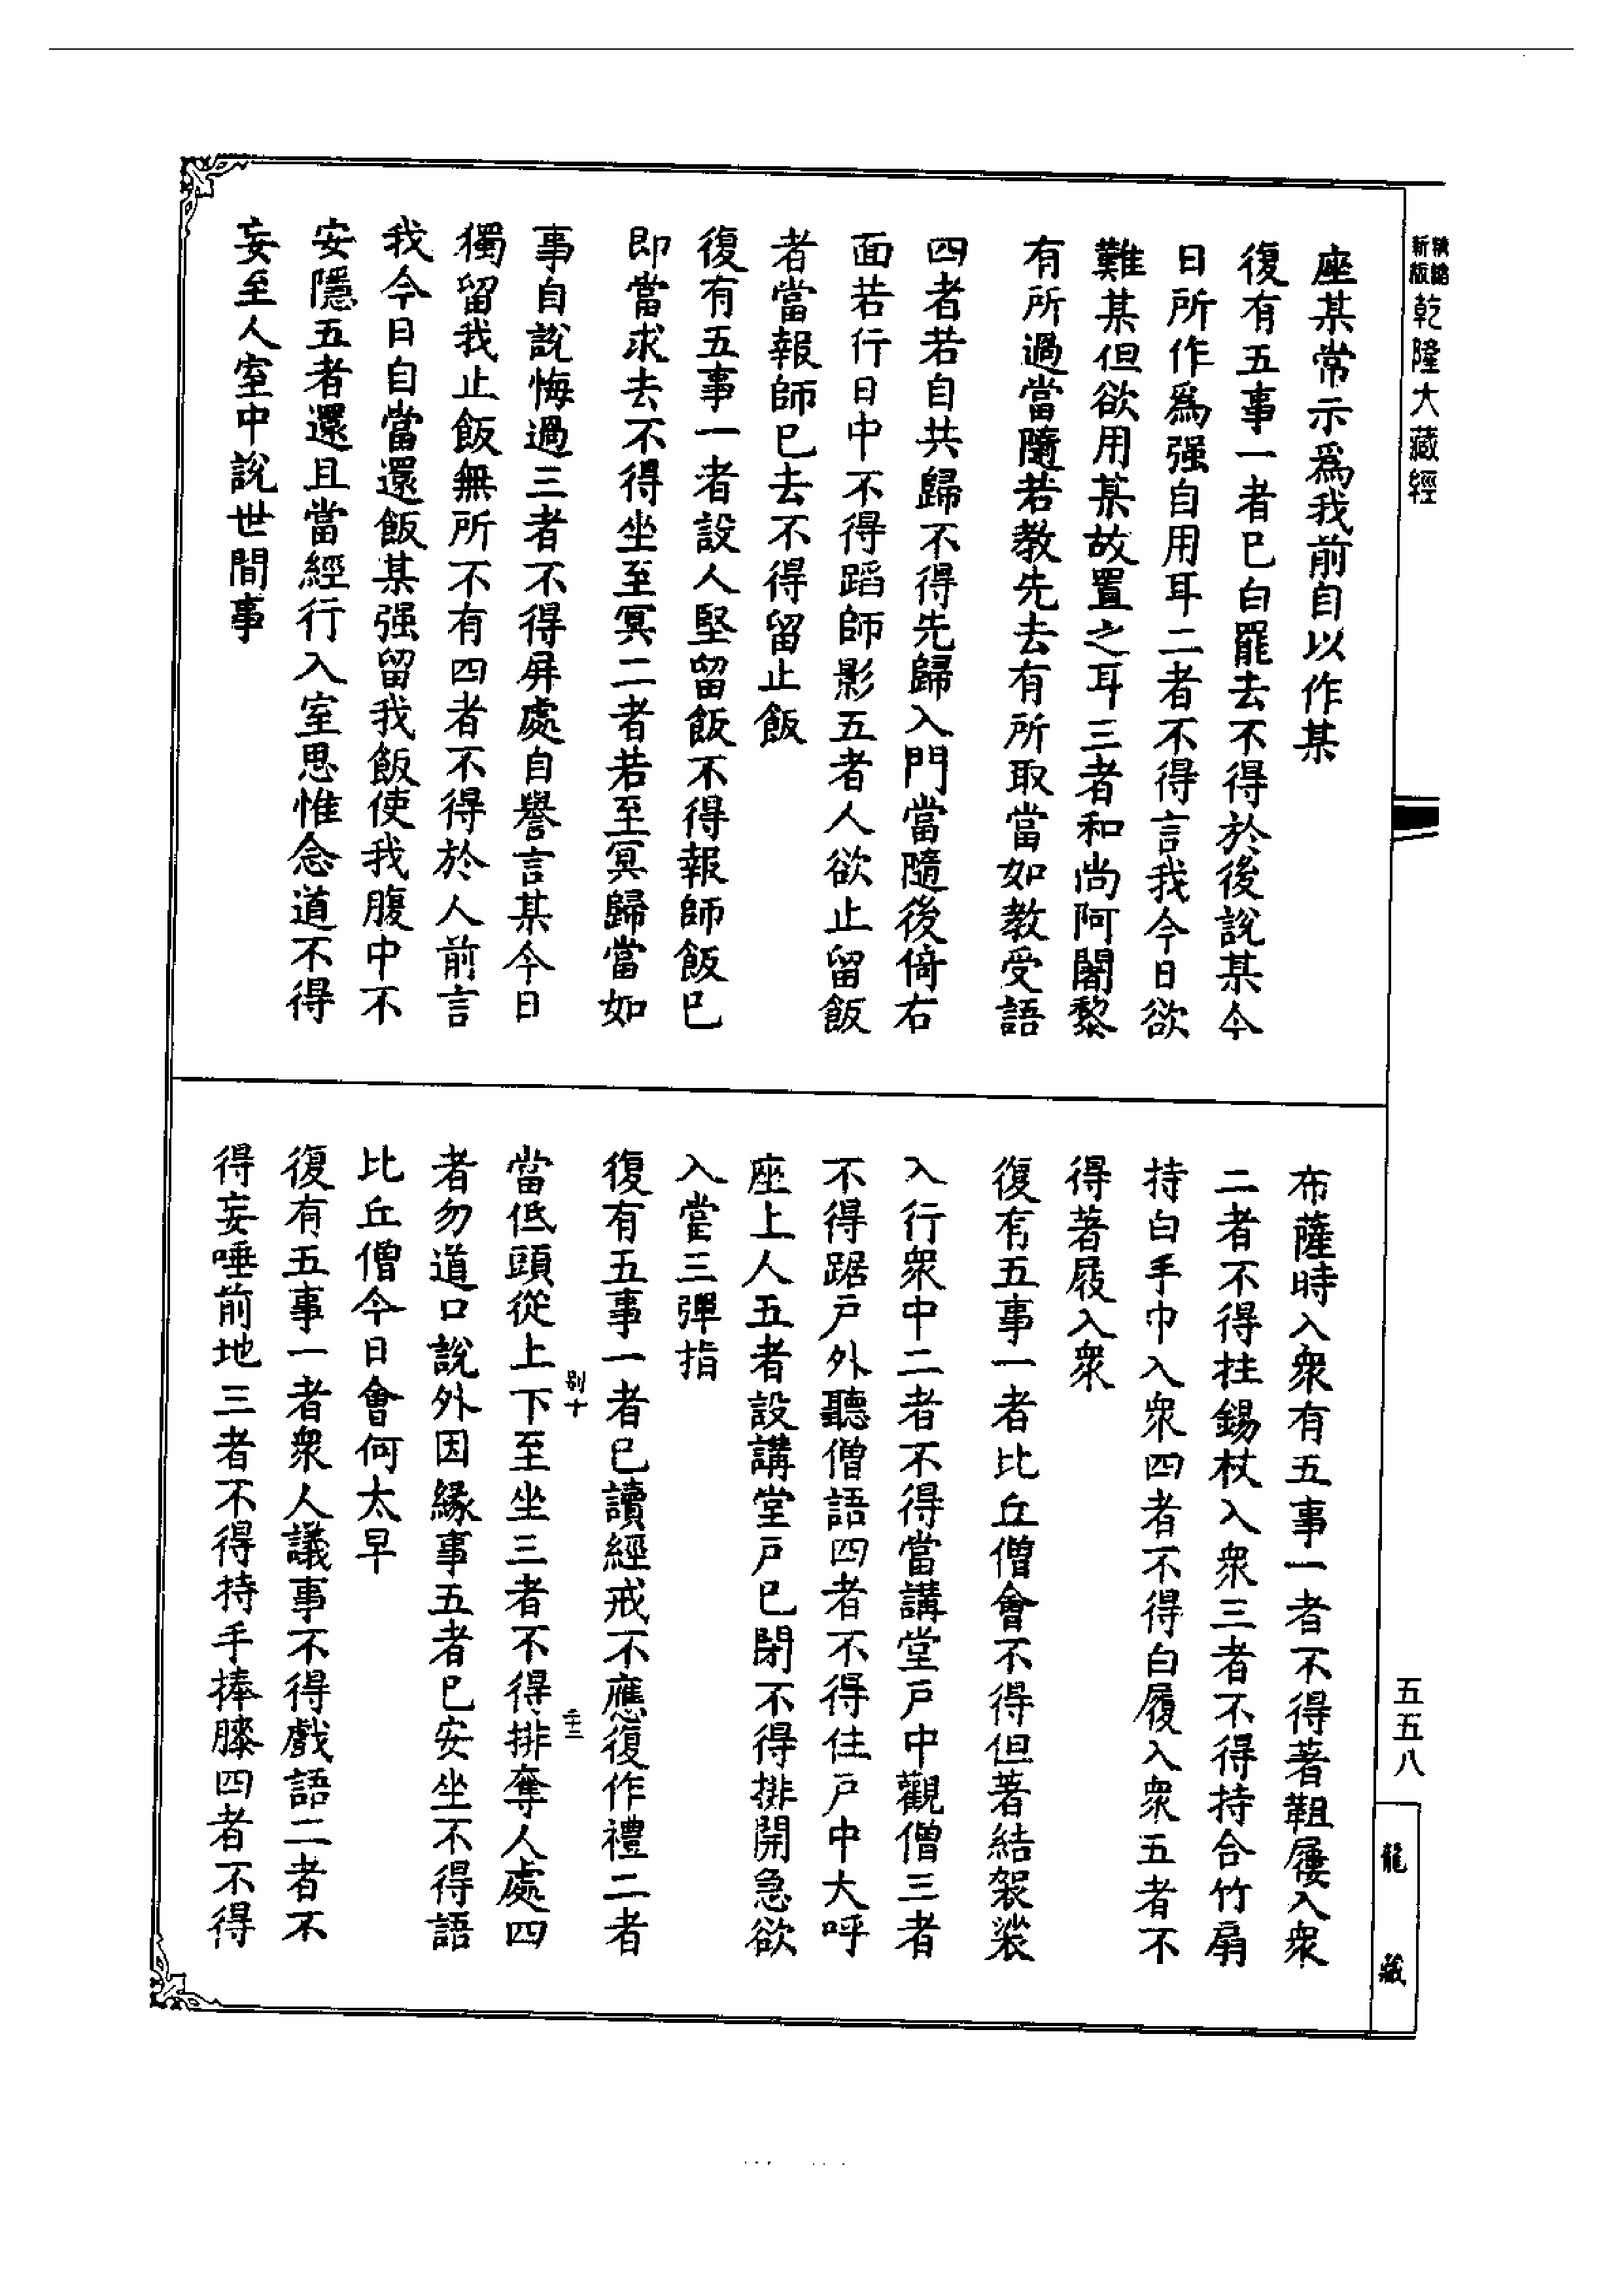 新版精縮乾隆大藏經
座某常示爲我前自以作某
復有五事一者已白罷去不得於後說某今
日所作爲强自用耳二者不得言我今日欲
難某但欲用某故置之耳三者和尚阿闍黎
有所過當隨若教先去有所取當如教受語
四者若自共歸不得先歸入門當隨後倚右
面若行日中不得蹈師影五者人欲止留飯
者當報師已去不得留止飯
復有五事一者設人堅留飯不得報師飯已
即當求去不得坐至冥二者若至冥歸當如
事自說悔過三者不得屏處自譽言某今日
獨留我止飯無所不有四者不得於人前言
我今日自當還飯某强留我飯使我腹中不
安隱五者還且當經行入室思惟念道不得
妄至人室中說世間事
布薩時入衆有五事一者不得著靻屨入衆
二者不得拄錫杖入衆三者不得持合竹扇
持白手巾入衆四者不得白履入衆五者不
得著屐入衆
復有五事一者比丘僧會不得但著結袈裟
入行衆中二者不得當講堂戶中觀僧三者
不得踞戶外聽僧語四者不得住戶中大呼
座上人五者設講堂戶已閉不得排開急欲
入當三彈指
復有五事一者已讀經戒不應復作禮二者
當低頭從上下至坐三者不得排奪人處四
別十
二十三
者勿道口說外因緣事五者已安坐不得語
比丘僧今日會何太早
復有五事一者衆人議事不得戲語二者不
得妄唾前地三者不得持手捧膝四者不得
五五八
龍藏